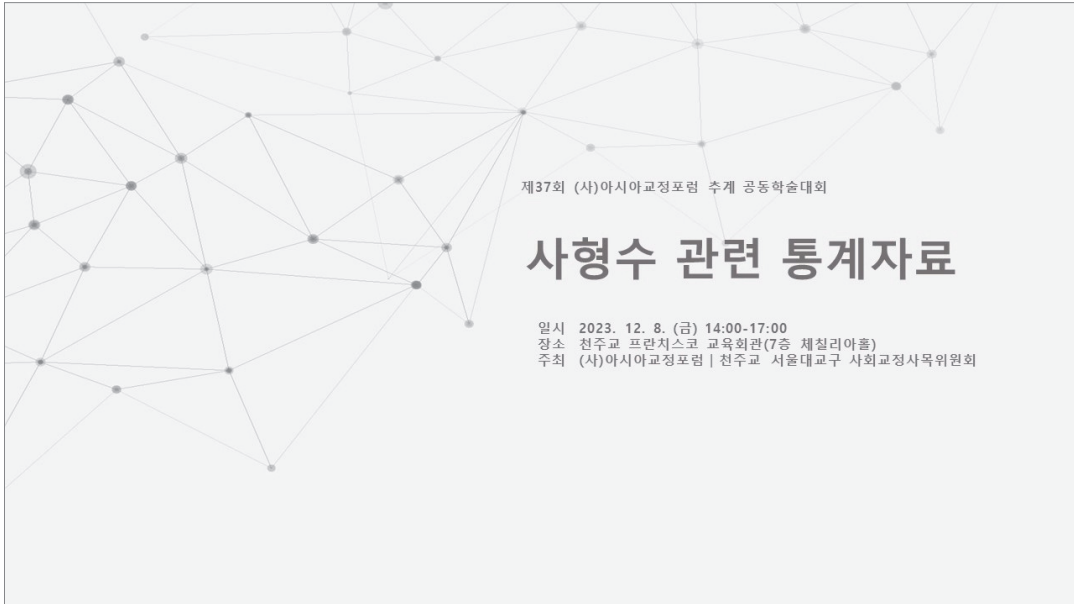 제37회 (사)아시아교정포럼 추계 공동학술대회
사형수 관련 통계자료
일시 2023. 12. 8. (금) 14:00-17:00
장소 천주교 프란치스코 교육회관(7층 체칠리아홀)
주최 (사)아시아교정포럼 | 천주교 서울대교구 사회교정사목위원회